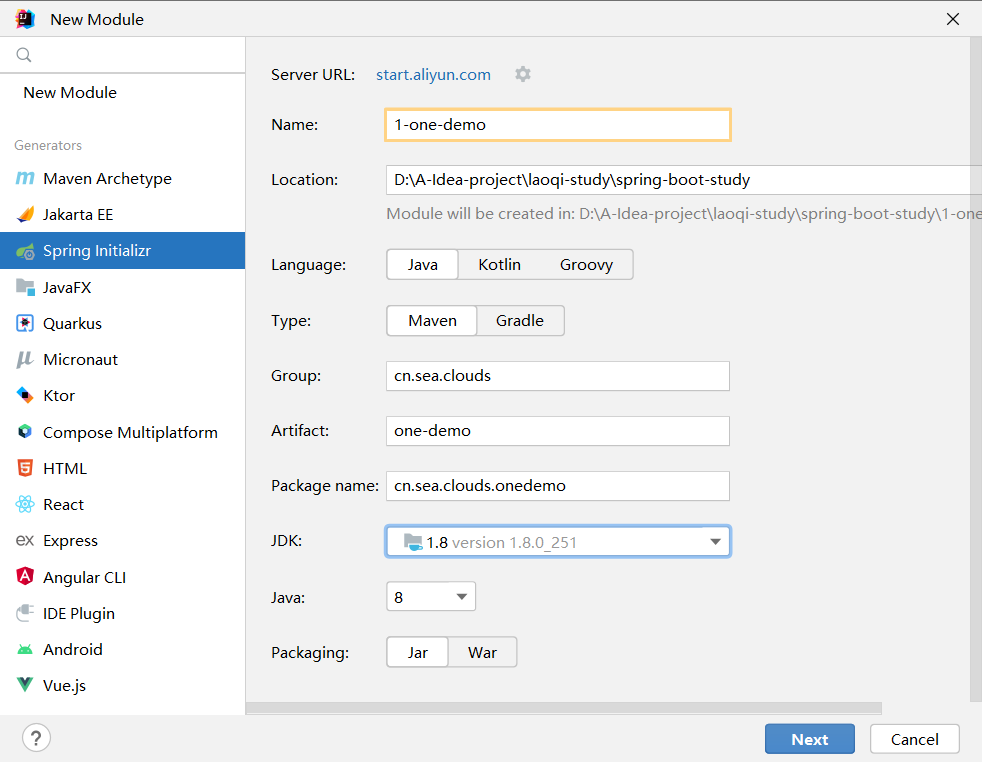 New Module
New Module
Generators
Maven Archetype
Jakarta EE
Spring Initializr
JavaFX
Quarkus
Micronaut
Ktor
Compose Multiplatform
HTML
React
ex Express
Angular CLI
IDE Plugin
Android
Vue.js
Server URL: start.aliyun.com
Name: 1-one-demo
Location: D:\A-Idea-project\laoqi-study\spring-boot-study
Module will be created in: D:\A-Idea-project\laoqi-study\spring-boot-study\1-one
Language: Java Kotlin Groovy
Type: Maven Gradle
Group: cn.sea.clouds
Artifact: one-demo
Package name: cn.sea.clouds.onedemo
JDK: 1.8 version 1.8.0_251
Java: 8
Packaging: Jar War
? Next Cancel